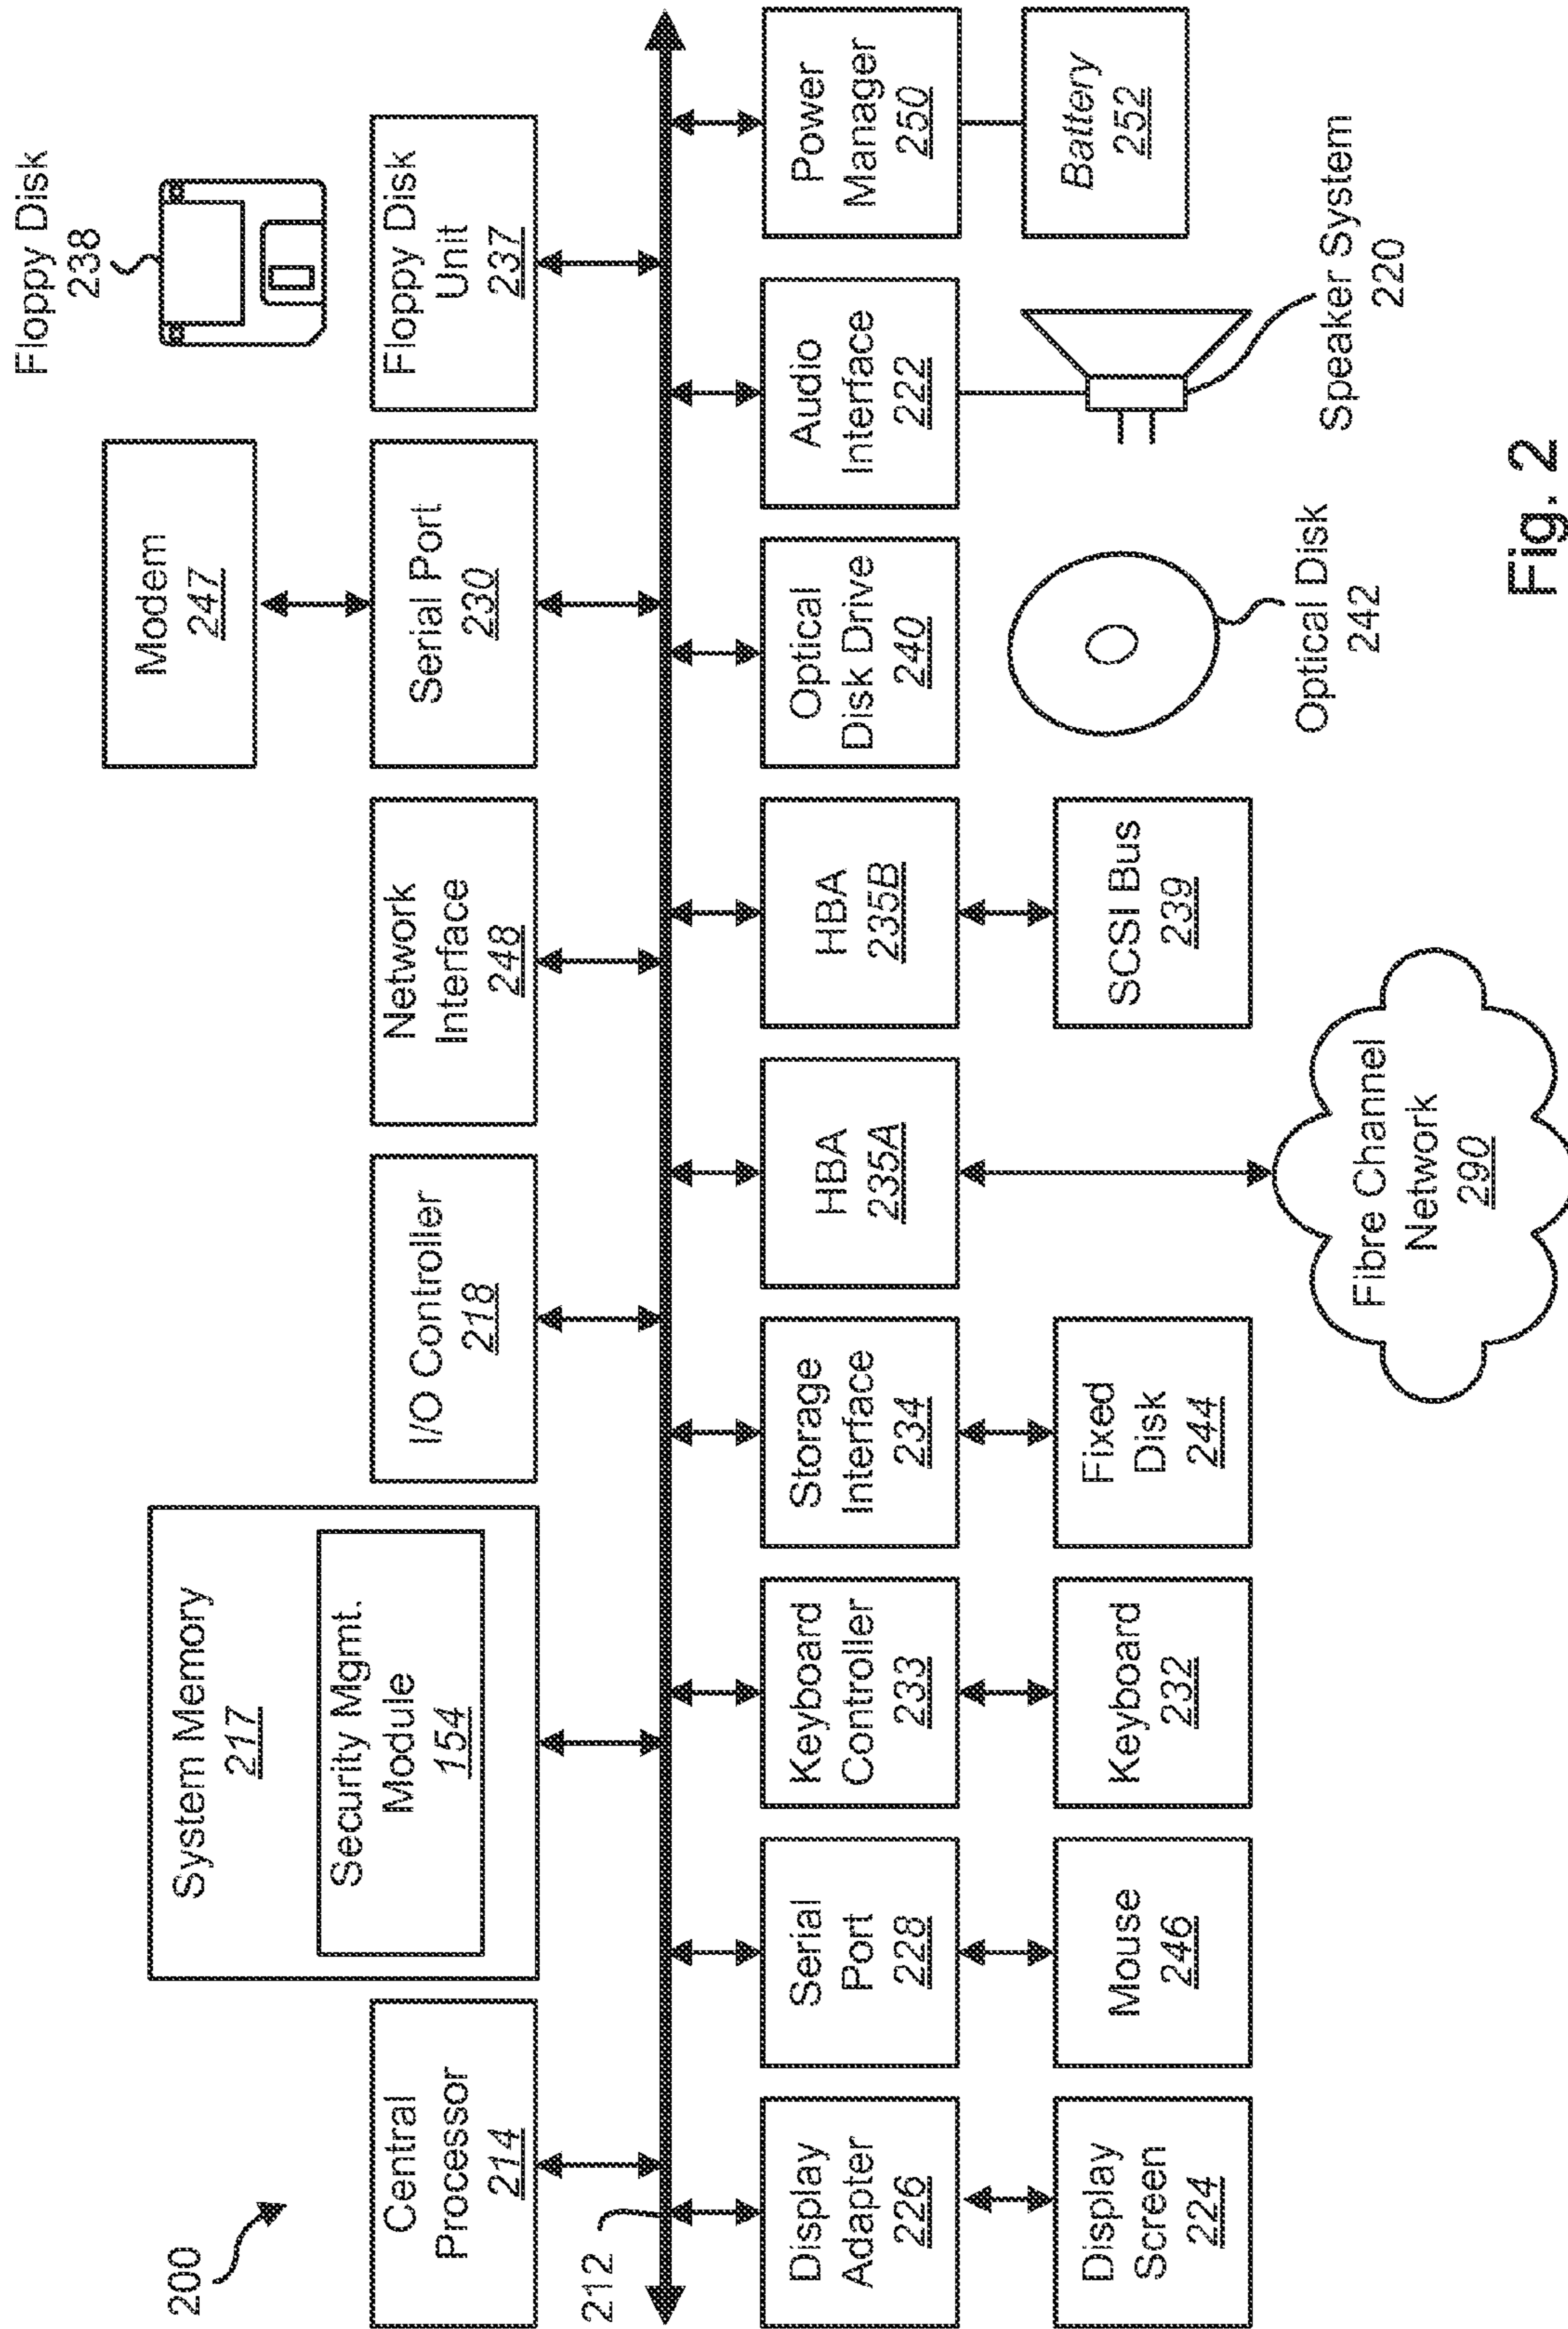 200
Central
Processor
214
System Memory
217
Security Mgmt.
Module
154
I/O Controller
218
Network
Interface
248
Modem
247
Serial Port
230
Floppy Disk
238
Floppy Disk
Unit
237
212
Display
Adapter
226
Serial
Port
228
Keyboard
Controller
233
Storage
Interface
234
HBA
235A
HBA
235B
Optical
Disk Drive
240
Audio
Interface
222
Power
Manager
250
Display
Screen
224
Mouse
246
Keyboard
232
Fixed
Disk
244
Fibre Channel
Network
290
SCSI Bus
239
Optical Disk
242
Speaker System
220
Battery
252
Fig. 2